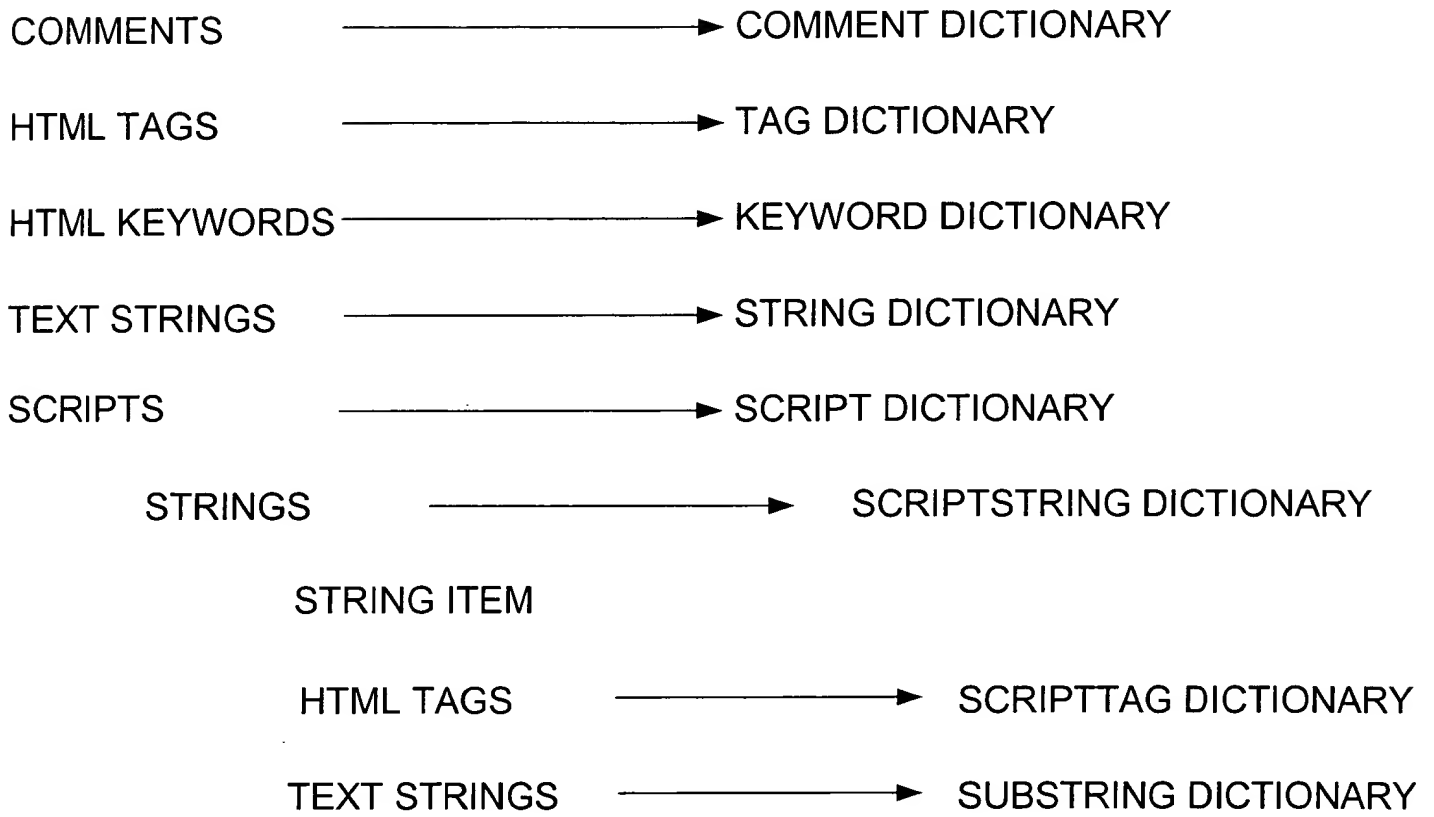 COMMENTS COMMENT DICTIONARY
HTML TAGS TAG DICTIONARY
HTML KEYWORDS KEYWORD DICTIONARY
TEXT STRINGS STRING DICTIONARY
SCRIPTS SCRIPT DICTIONARY
STRINGS SCRIPTSTRING DICTIONARY
STRING ITEM
HTML TAGS SCRIPTTAG DICTIONARY
TEXT STRINGS SUBSTRING DICTIONARY